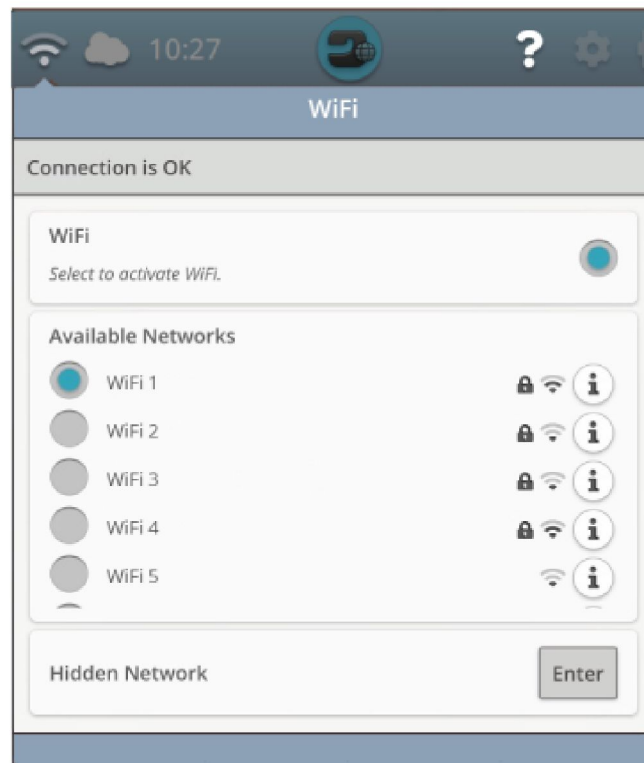 10:27
?
WiFi
Connection is OK
WiFi
Select to activate WiFi.
Available Networks
WiFi 1 i
WiFi 2 i
WiFi 3 i
WiFi 4 i
WiFi 5 i
Hidden Network Enter